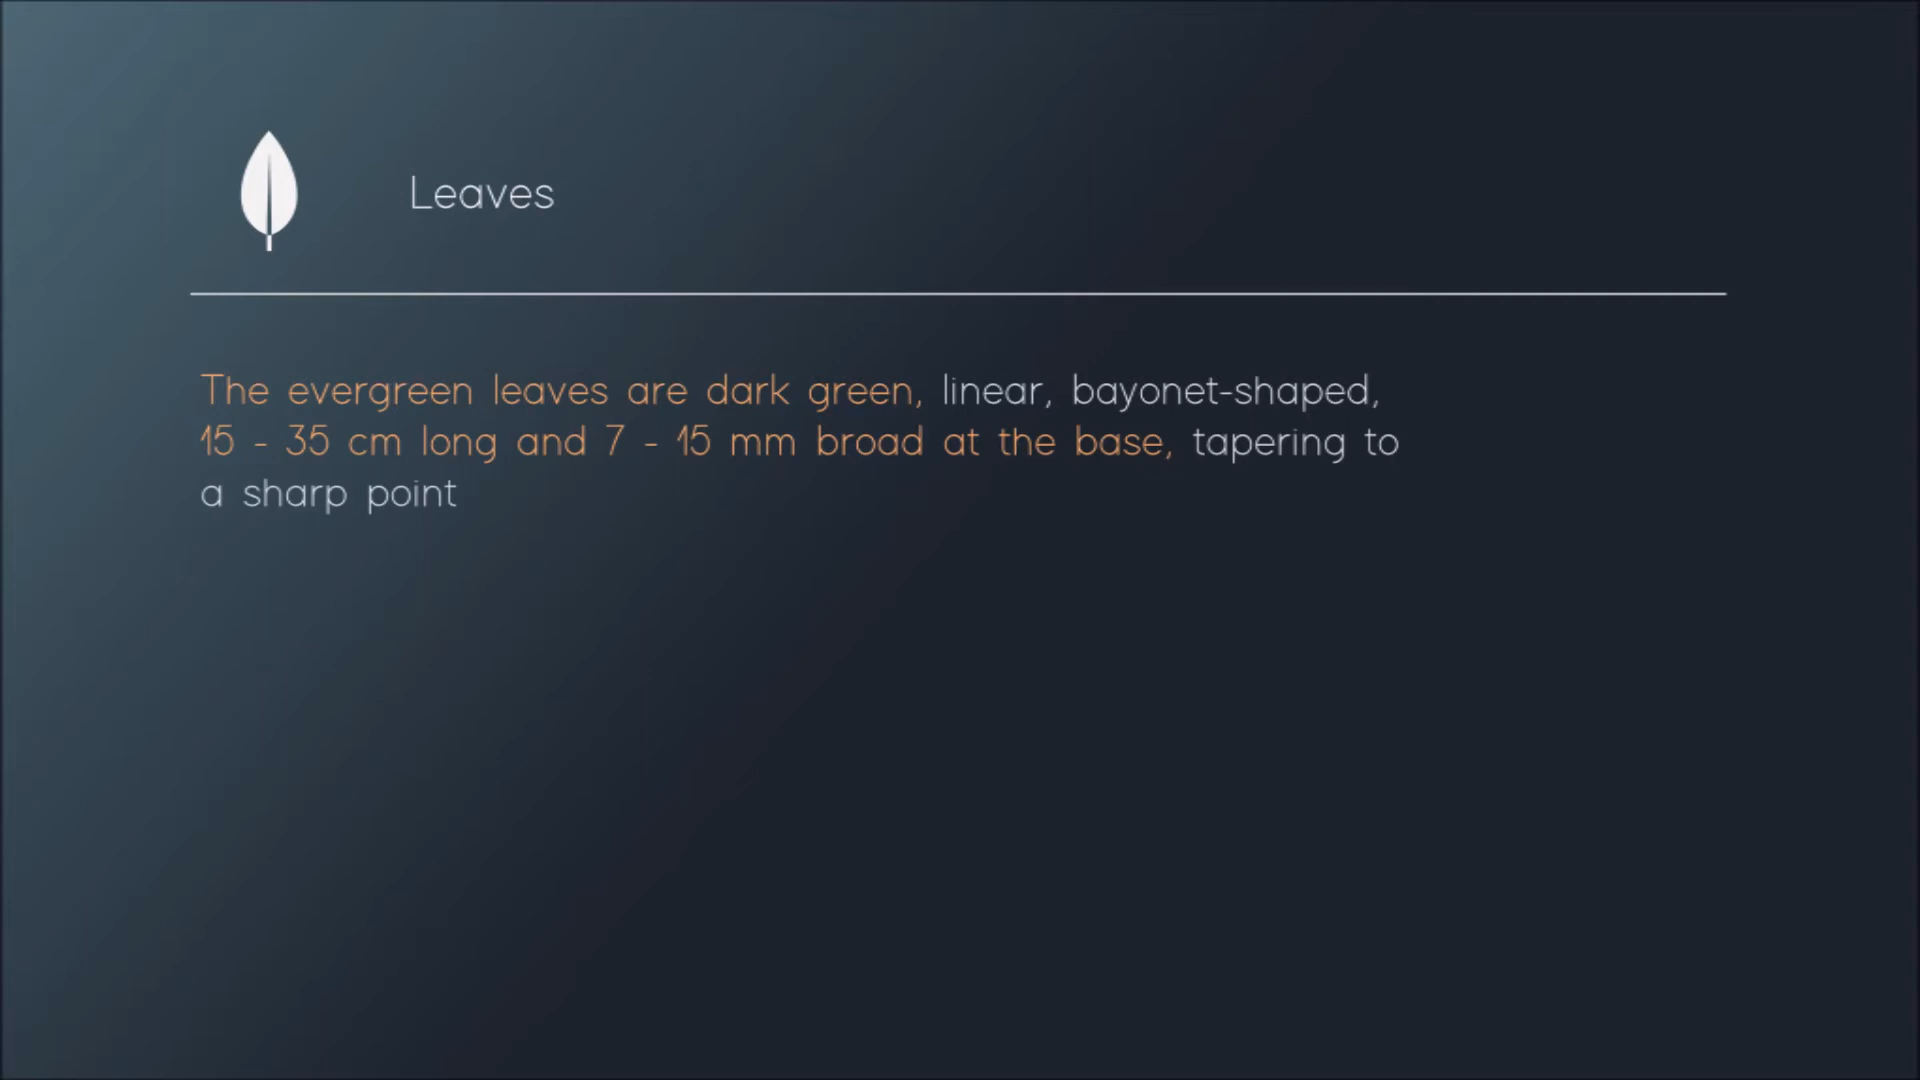 Leaves
The evergreen leaves are dark green, linear, bayonet-shaped,
15 - 35 cm long and 7 - 15 mm broad at the base, tapering to
a sharp point